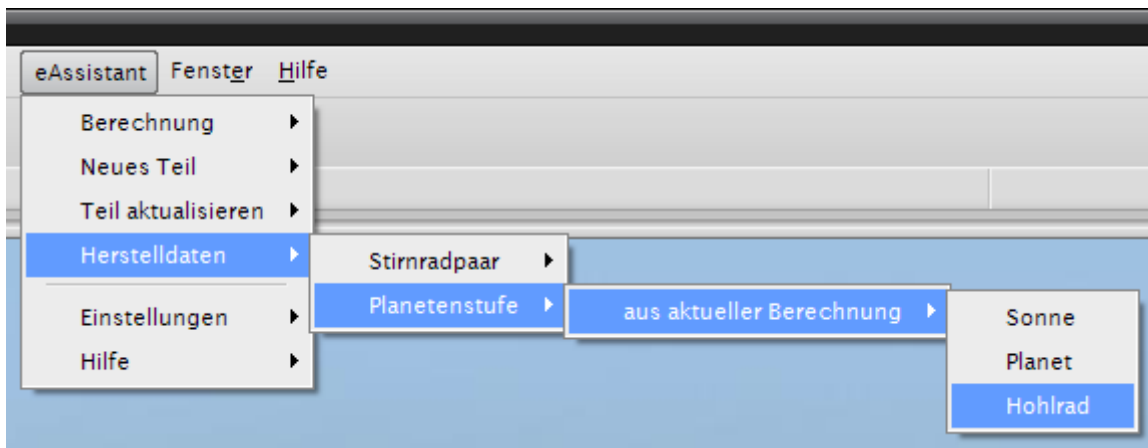 eAssistant Fenster Hilfe
Berechnung
Neues Teil
Teil aktualisieren
Herstelldaten
Einstellungen
Hilfe
Stirnradpaar
Planetenstufe
aus aktueller Berechnung
Sonne
Planet
Hohlrad